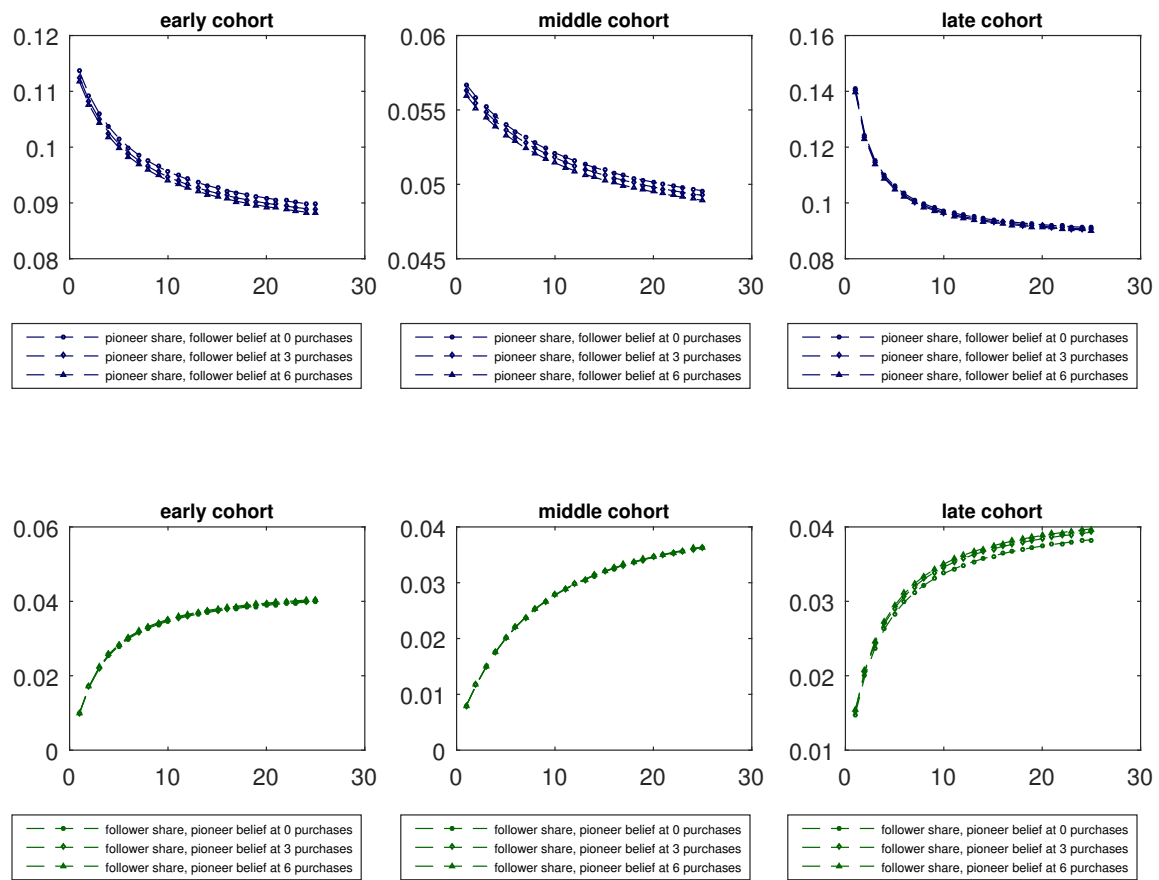 early cohort
0.12
0.11
0.1
0.09
0.08
0 10 20 30
pioneer share, follower belief at 0 purchases
pioneer share, follower belief at 3 purchases
pioneer share, follower belief at 6 purchases
middle cohort
0.06
0.055
0.05
0.045
0 10 20 30
pioneer share, follower belief at 0 purchases
pioneer share, follower belief at 3 purchases
pioneer share, follower belief at 6 purchases
late cohort
0.16
0.14
0.12
0.1
0.08
0 10 20 30
pioneer share, follower belief at 0 purchases
pioneer share, follower belief at 3 purchases
pioneer share, follower belief at 6 purchases
early cohort
0.06
0.04
0.02
0
0 10 20 30
follower share, pioneer belief at 0 purchases
follower share, pioneer belief at 3 purchases
follower share, pioneer belief at 6 purchases
middle cohort
0.04
0.03
0.02
0.01
0
0 10 20 30
follower share, pioneer belief at 0 purchases
follower share, pioneer belief at 3 purchases
follower share, pioneer belief at 6 purchases
late cohort
0.04
0.03
0.02
0.01
0 10 20 30
follower share, pioneer belief at 0 purchases
follower share, pioneer belief at 3 purchases
follower share, pioneer belief at 6 purchases